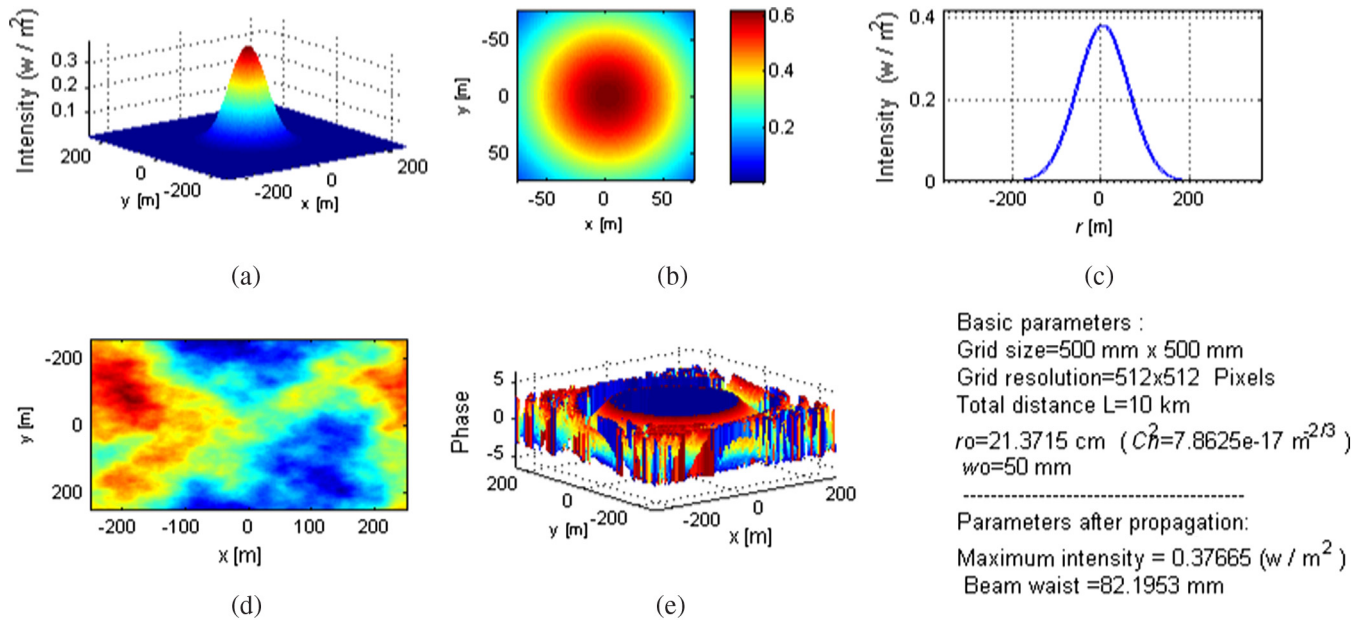 Intensity (w / m²)
0.3
0.2
0.1
200
0
-200
y [m]
-200
0
200
x [m]
(a)
y [m]
-50
0
50
-50
0
50
x [m]
0.6
0.4
0.2
(b)
Intensity (w / m²)
0.4
0.2
0
-200
0
200
r [m]
(c)
y [m]
-200
0
200
-200
-100
0
100
200
x [m]
(d)
Phase
5
0
-5
200
0
-200
y [m]
-200
0
200
x [m]
(e)
Basic parameters :
Grid size=500 mm x 500 mm
Grid resolution=512x512 Pixels
Total distance L=10 km
ro=21.3715 cm ( Cn²=7.8625e-17 m^2/3)
wo=50 mm
------------------------------------
Parameters after propagation:
Maximum intensity = 0.37665 (w / m²)
Beam waist =82.1953 mm